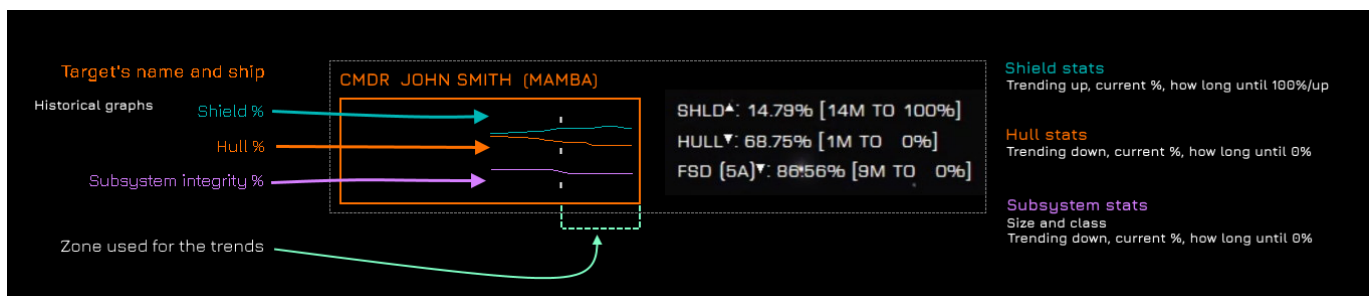 Target's name and ship
Historical graphs
Shield %
Hull %
Subsystem integrity %
Zone used for the trends
CMDR JOHN SMITH (MAMBA)
SHLD▲: 14.79% [14M TO 100%]
HULL▼: 68.75% [1M TO 0%]
FSD (5A)▼: 86.56% [9M TO 0%]
Shield stats
Trending up, current %, how long until 100%/up
Hull stats
Trending down, current %, how long until 0%
Subsystem stats
Size and class
Trending down, current %, how long until 0%